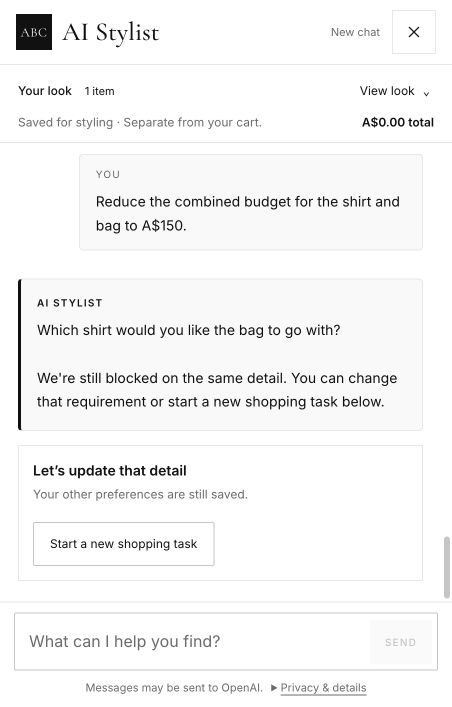 ABC AI Stylist New chat
Your look 1 item View look
Saved for styling · Separate from your cart. A$0.00 total
YOU
Reduce the combined budget for the shirt and
bag to A$150.
AI STYLIST
Which shirt would you like the bag to go with?
We're still blocked on the same detail. You can change
that requirement or start a new shopping task below.
Let’s update that detail
Your other preferences are still saved.
Start a new shopping task
What can I help you find? SEND
Messages may be sent to OpenAI. ▶ Privacy & details